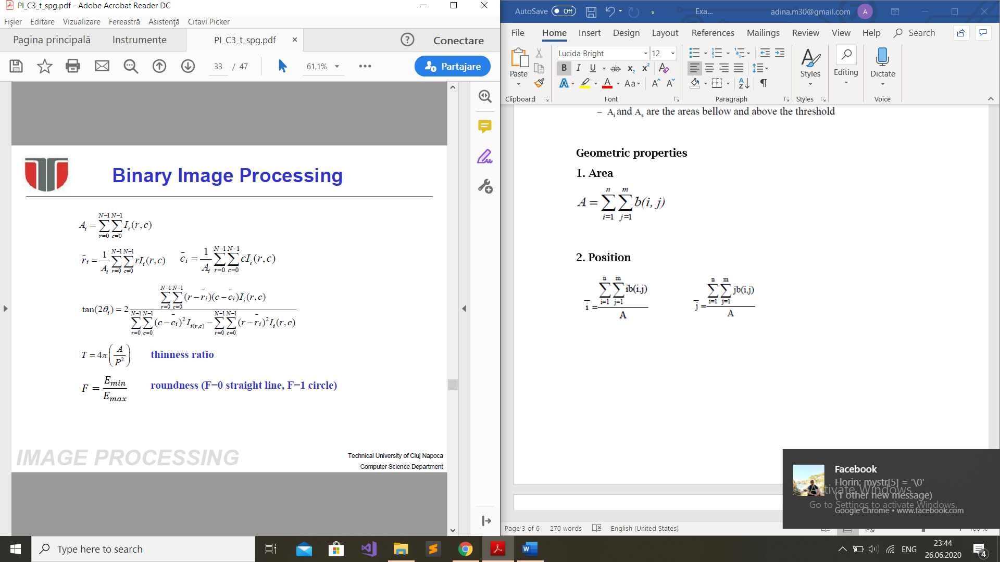 PI_C3_t_spg.pdf - Adobe Acrobat Reader DC
Fișier Editare Vizualizare Fereastră Asistență Citavi Picker
Pagina principală Instrumente PI_C3_t_spg.pdf × Conectare
33 / 47 61,1% Partajare
Binary Image Processing
A_i = \sum_{r=0}^{N-1} \sum_{c=0}^{N-1} I_i(r,c)
\bar{r}_i = \frac{1}{A_i} \sum_{r=0}^{N-1} \sum_{c=0}^{N-1} rI_i(r,c) \bar{c}_i = \frac{1}{A_i} \sum_{r=0}^{N-1} \sum_{c=0}^{N-1} cI_i(r,c)
\tan(2\theta_i) = 2 \frac{\sum_{r=0}^{N-1} \sum_{c=0}^{N-1} (r-\bar{r}_i)(c-\bar{c}_i)I_i(r,c)}{\sum_{r=0}^{N-1} \sum_{c=0}^{N-1} (c-\bar{c}_i)^2 I_{i(r,c)} - \sum_{r=0}^{N-1} \sum_{c=0}^{N-1} (r-\bar{r}_i)^2 I_i(r,c)}
T = 4\pi \left( \frac{A}{P^2} \right) thinness ratio
F = \frac{E_{min}}{E_{max}} roundness (F=0 straight line, F=1 circle)
IMAGE PROCESSING
Technical University of Cluj Napoca
Computer Science Department
AutoSave Off Exa... adina.m30@gmail.com A
File Home Insert Design Layout References Mailings Review View Help Search
Lucida Bright 12
Paste B I U ab x₂ x² Styles Editing Dictate
A A Aa A A
Clipboard Font Paragraph Styles Voice
– A_i and A_s are the areas bellow and above the threshold
Geometric properties
1. Area
A = \sum_{i=1}^{n} \sum_{j=1}^{m} b(i, j)
2. Position
\bar{i} = \frac{\sum_{i=1}^{n} \sum_{j=1}^{m} ib(i,j)}{A} \bar{j} = \frac{\sum_{i=1}^{n} \sum_{j=1}^{m} jb(i,j)}{A}
Facebook
Florin: mystr[5] = '\0'
(1 other new message)
Google Chrome • www.facebook.com
Activate Windows
Go to Settings to activate Windows.
Page 3 of 6 270 words English (United States)
Type here to search
ENG 23:44
26.06.2020 4